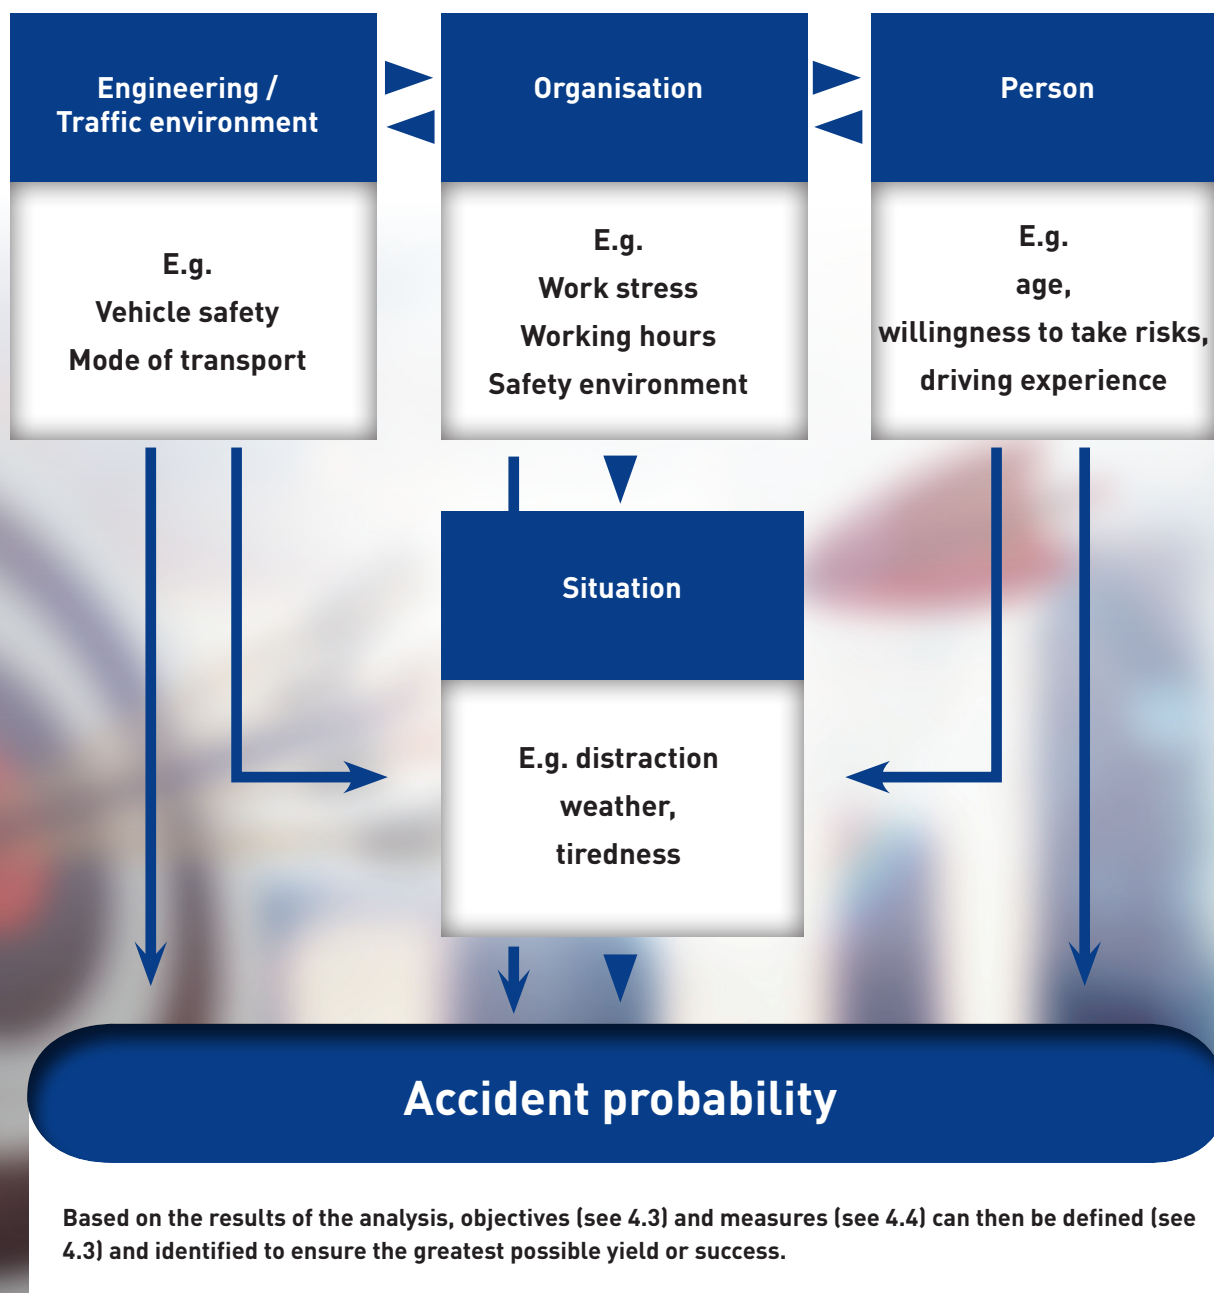 Engineering /
Traffic environment
Organisation
Person
E.g.
Vehicle safety
Mode of transport
E.g.
Work stress
Working hours
Safety environment
E.g.
age,
willingness to take risks,
driving experience
Situation
E.g. distraction
weather,
tiredness
Accident probability
Based on the results of the analysis, objectives (see 4.3) and measures (see 4.4) can then be defined (see
4.3) and identified to ensure the greatest possible yield or success.